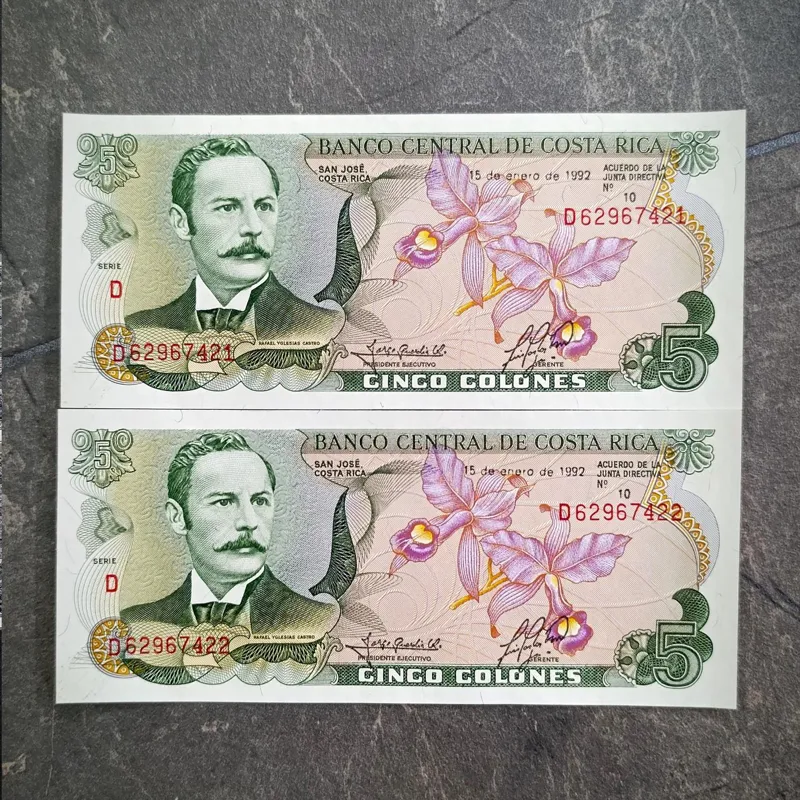 BANCO CENTRAL DE COSTA RICA
5
SAN JOSÉ,
COSTA RICA
15 de enero de 1992
ACUERDO DE LA
JUNTA DIRECTIVA
Nº 10
D62967421
SERIE
D
D62967421
RAFAEL YGLESIAS CASTRO
PRESIDENTE EJECUTIVO
GERENTE
CINCO COLONES
5
BANCO CENTRAL DE COSTA RICA
5
SAN JOSÉ,
COSTA RICA
15 de enero de 1992
ACUERDO DE LA
JUNTA DIRECTIVA
Nº 10
D62967422
SERIE
D
D62967422
RAFAEL YGLESIAS CASTRO
PRESIDENTE EJECUTIVO
GERENTE
CINCO COLONES
5